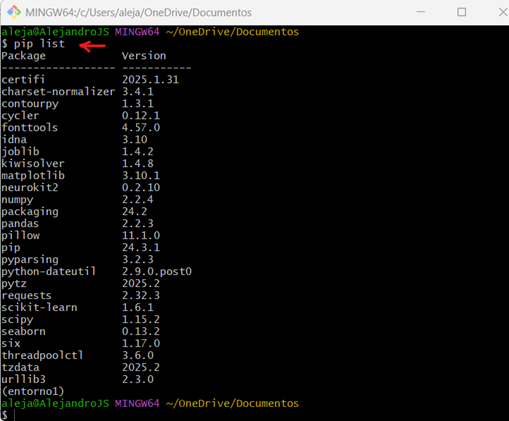 MINGW64:/c/Users/aleja/OneDrive/Documentos
aleja@AlejandroJS MINGW64 ~/OneDrive/Documentos
$ pip list
Package            Version
------------------ -----------
certifi            2025.1.31
charset-normalizer 3.4.1
contourpy          1.3.1
cycler             0.12.1
fonttools          4.57.0
idna               3.10
joblib             1.4.2
kiwisolver         1.4.8
matplotlib         3.10.1
neurokit2          0.2.10
numpy              2.2.4
packaging          24.2
pandas             2.2.3
pillow             11.1.0
pip                24.3.1
pyparsing          3.2.3
python-dateutil    2.9.0.post0
pytz               2025.2
requests           2.32.3
scikit-learn       1.6.1
scipy              1.15.2
seaborn            0.13.2
six                1.17.0
threadpoolctl      3.6.0
tzdata             2025.2
urllib3            2.3.0
(entorno1)
aleja@AlejandroJS MINGW64 ~/OneDrive/Documentos
$